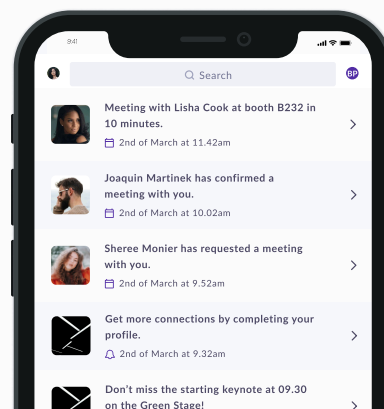 9:41
Search
BP
Meeting with Lisha Cook at booth B232 in
10 minutes.
2nd of March at 11.42am
Joaquin Martinek has confirmed a
meeting with you.
2nd of March at 10.02am
Sheree Monier has requested a meeting
with you.
2nd of March at 9.52am
Get more connections by completing your
profile.
2nd of March at 9.32am
Don’t miss the starting keynote at 09.30
on the Green Stage!